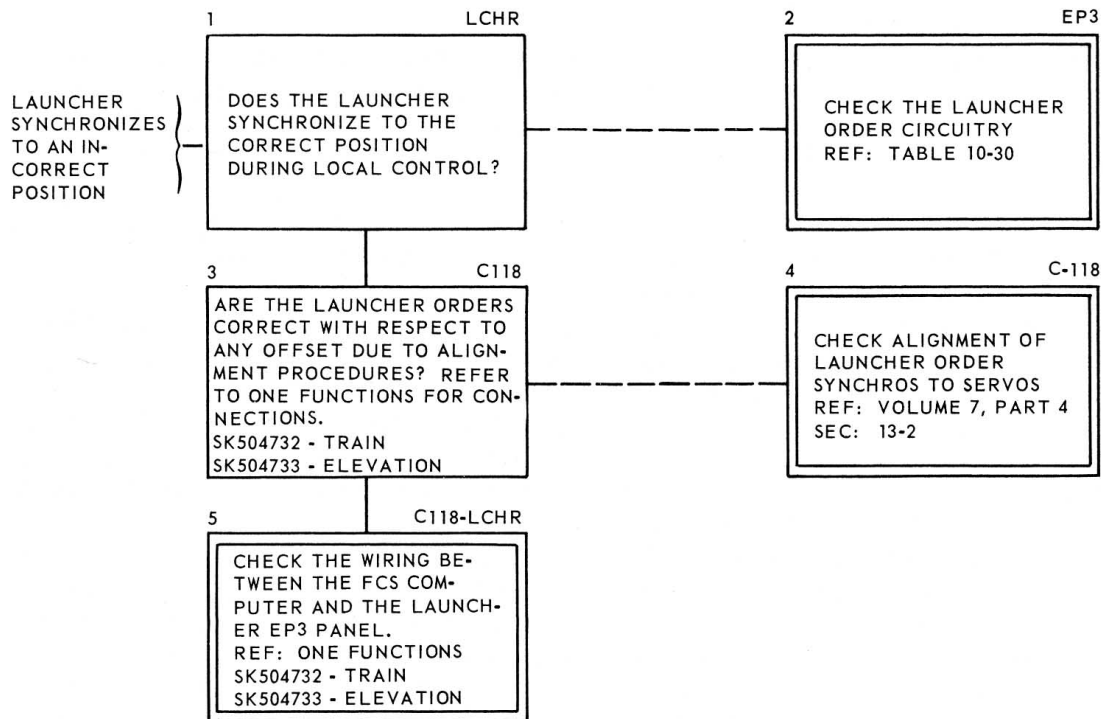 1 LCHR
2 EP3
LAUNCHER
SYNCHRONIZES
TO AN IN-
CORRECT
POSITION
DOES THE LAUNCHER
SYNCHRONIZE TO THE
CORRECT POSITION
DURING LOCAL CONTROL?
CHECK THE LAUNCHER
ORDER CIRCUITRY
REF: TABLE 10-30
3 C118
4 C-118
ARE THE LAUNCHER ORDERS
CORRECT WITH RESPECT TO
ANY OFFSET DUE TO ALIGN-
MENT PROCEDURES? REFER
TO ONE FUNCTIONS FOR CON-
NECTIONS.
SK504732 - TRAIN
SK504733 - ELEVATION
CHECK ALIGNMENT OF
LAUNCHER ORDER
SYNCHROS TO SERVOS
REF: VOLUME 7, PART 4
SEC: 13-2
5 C118-LCHR
CHECK THE WIRING BE-
TWEEN THE FCS COM-
PUTER AND THE LAUNCH-
ER EP3 PANEL.
REF: ONE FUNCTIONS
SK504732 - TRAIN
SK504733 - ELEVATION